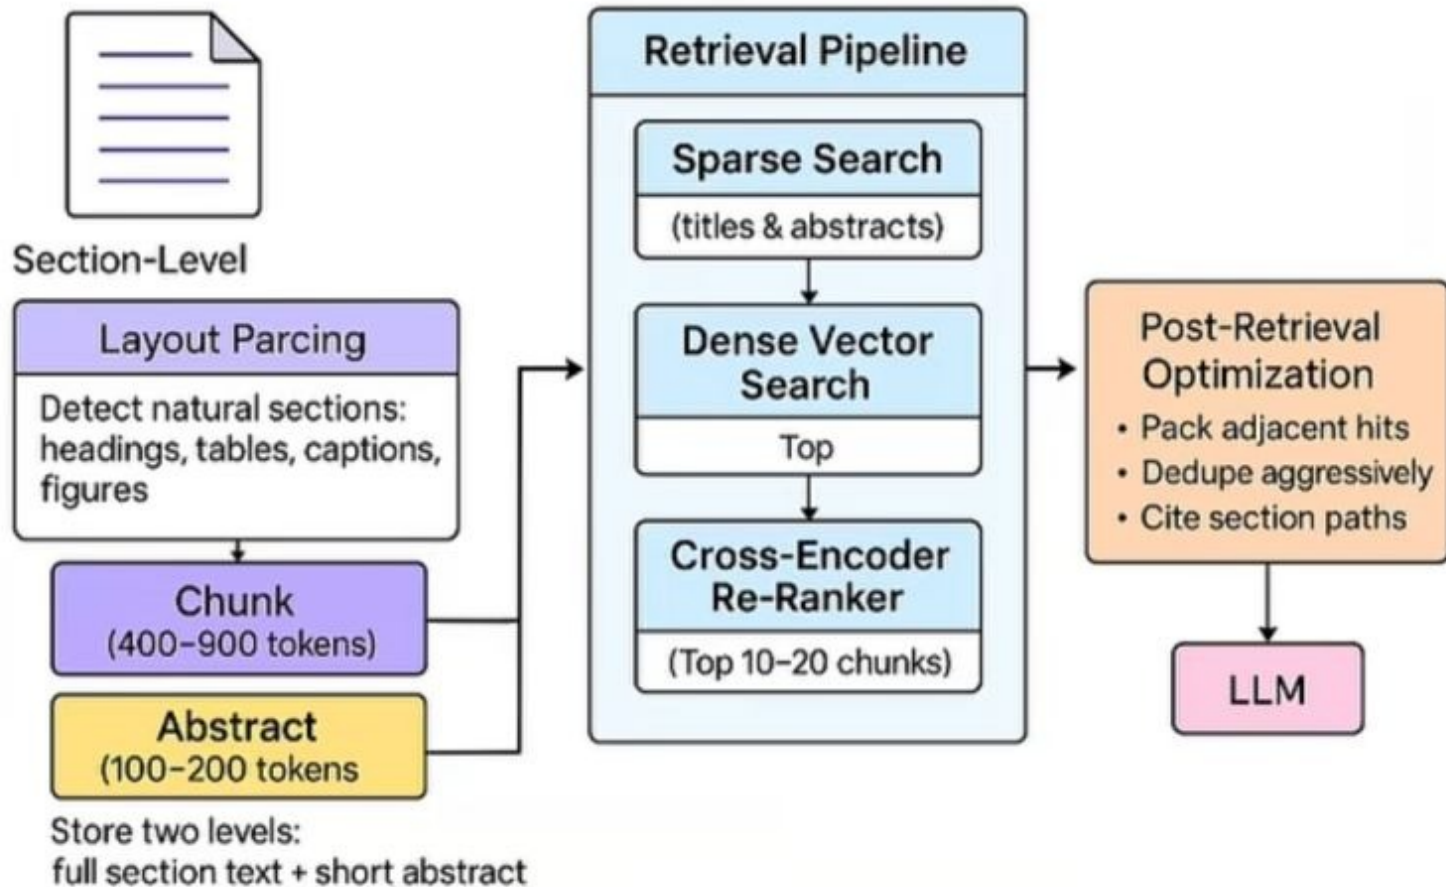 Section-Level
Layout Parcing
Detect natural sections:
headings, tables, captions,
figures
Chunk
(400–900 tokens)
Abstract
(100–200 tokens
Store two levels:
full section text + short abstract
Retrieval Pipeline
Sparse Search
(titles & abstracts)
Dense Vector
Search
Top
Cross-Encoder
Re-Ranker
(Top 10–20 chunks)
Post-Retrieval
Optimization
• Pack adjacent hits
• Dedupe aggressively
• Cite section paths
LLM